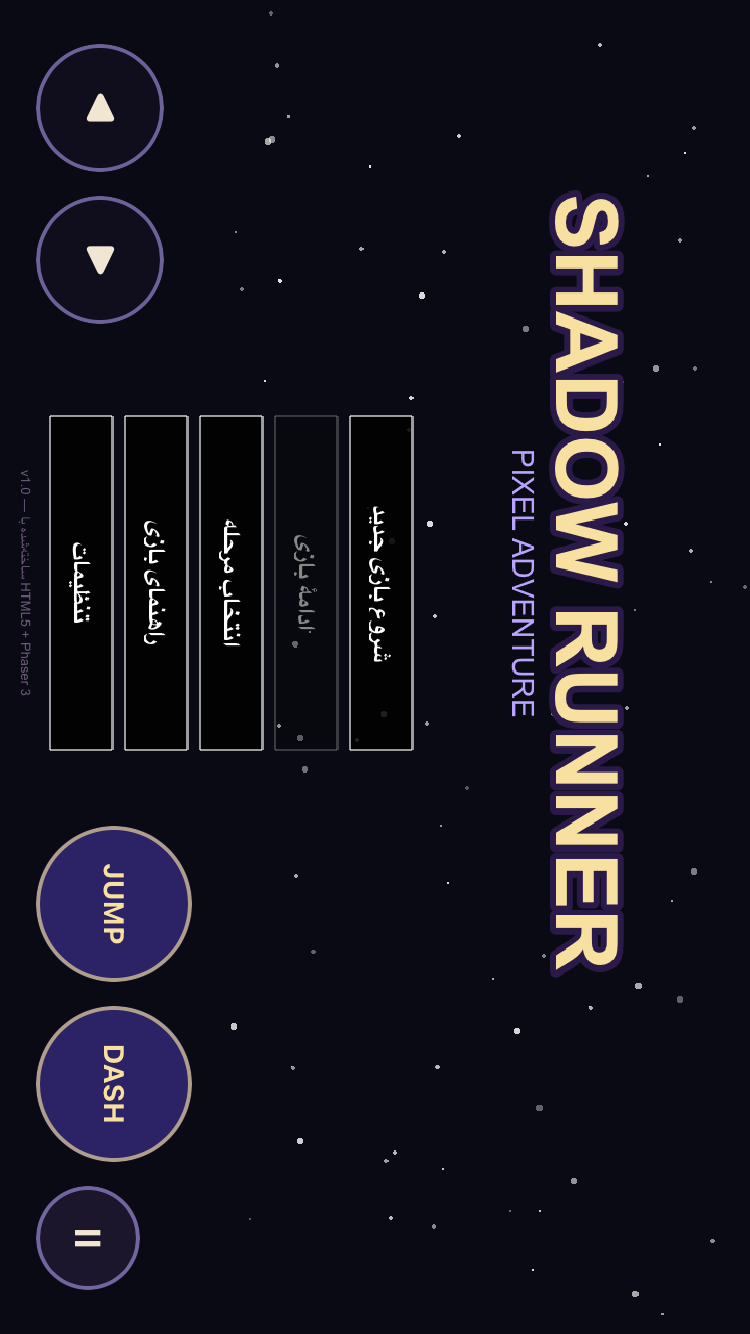 SHADOW RUNNER
PIXEL ADVENTURE
شروع بازی جدید
ادامهٔ بازی
انتخاب مرحله
راهنمای بازی
تنظیمات
v1.0 — ساخته‌شده با HTML5 + Phaser 3
JUMP
DASH